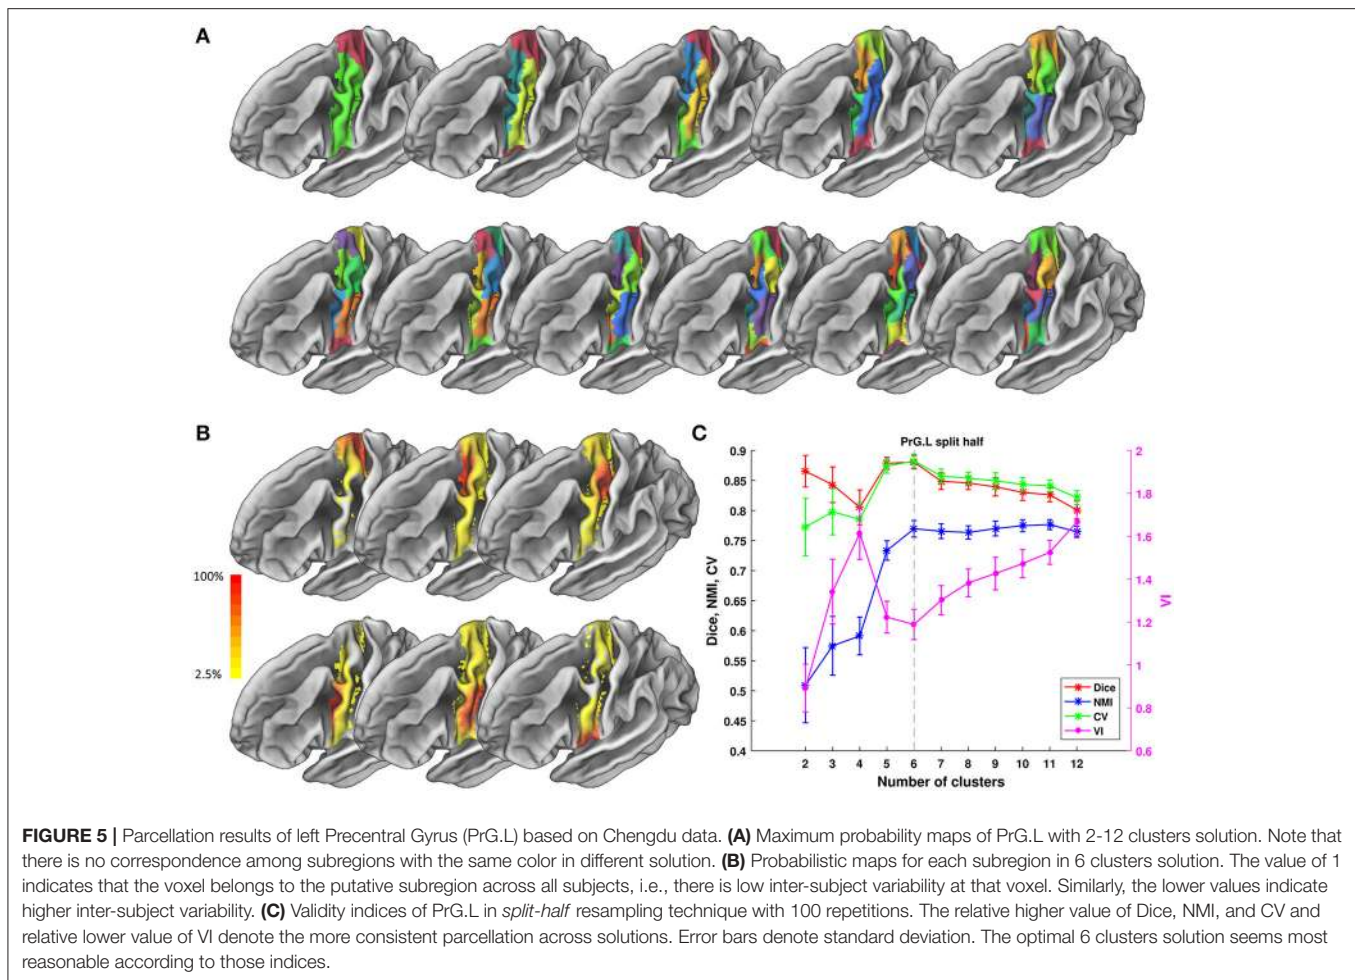 A
B
100%
2.5%
C
PrG.L split half
0.9
0.85
0.8
0.75
0.7
0.65
0.6
0.55
0.5
0.45
0.4
Dice, NMI, CV
2
1.8
1.6
1.4
1.2
1
0.8
0.6
VI
Dice
NMI
CV
VI
2 3 4 5 6 7 8 9 10 11 12
Number of clusters
FIGURE 5 | Parcellation results of left Precentral Gyrus (PrG.L) based on Chengdu data. (A) Maximum probability maps of PrG.L with 2-12 clusters solution. Note that
there is no correspondence among subregions with the same color in different solution. (B) Probabilistic maps for each subregion in 6 clusters solution. The value of 1
indicates that the voxel belongs to the putative subregion across all subjects, i.e., there is low inter-subject variability at that voxel. Similarly, the lower values indicate
higher inter-subject variability. (C) Validity indices of PrG.L in split-half resampling technique with 100 repetitions. The relative higher value of Dice, NMI, and CV and
relative lower value of VI denote the more consistent parcellation across solutions. Error bars denote standard deviation. The optimal 6 clusters solution seems most
reasonable according to those indices.